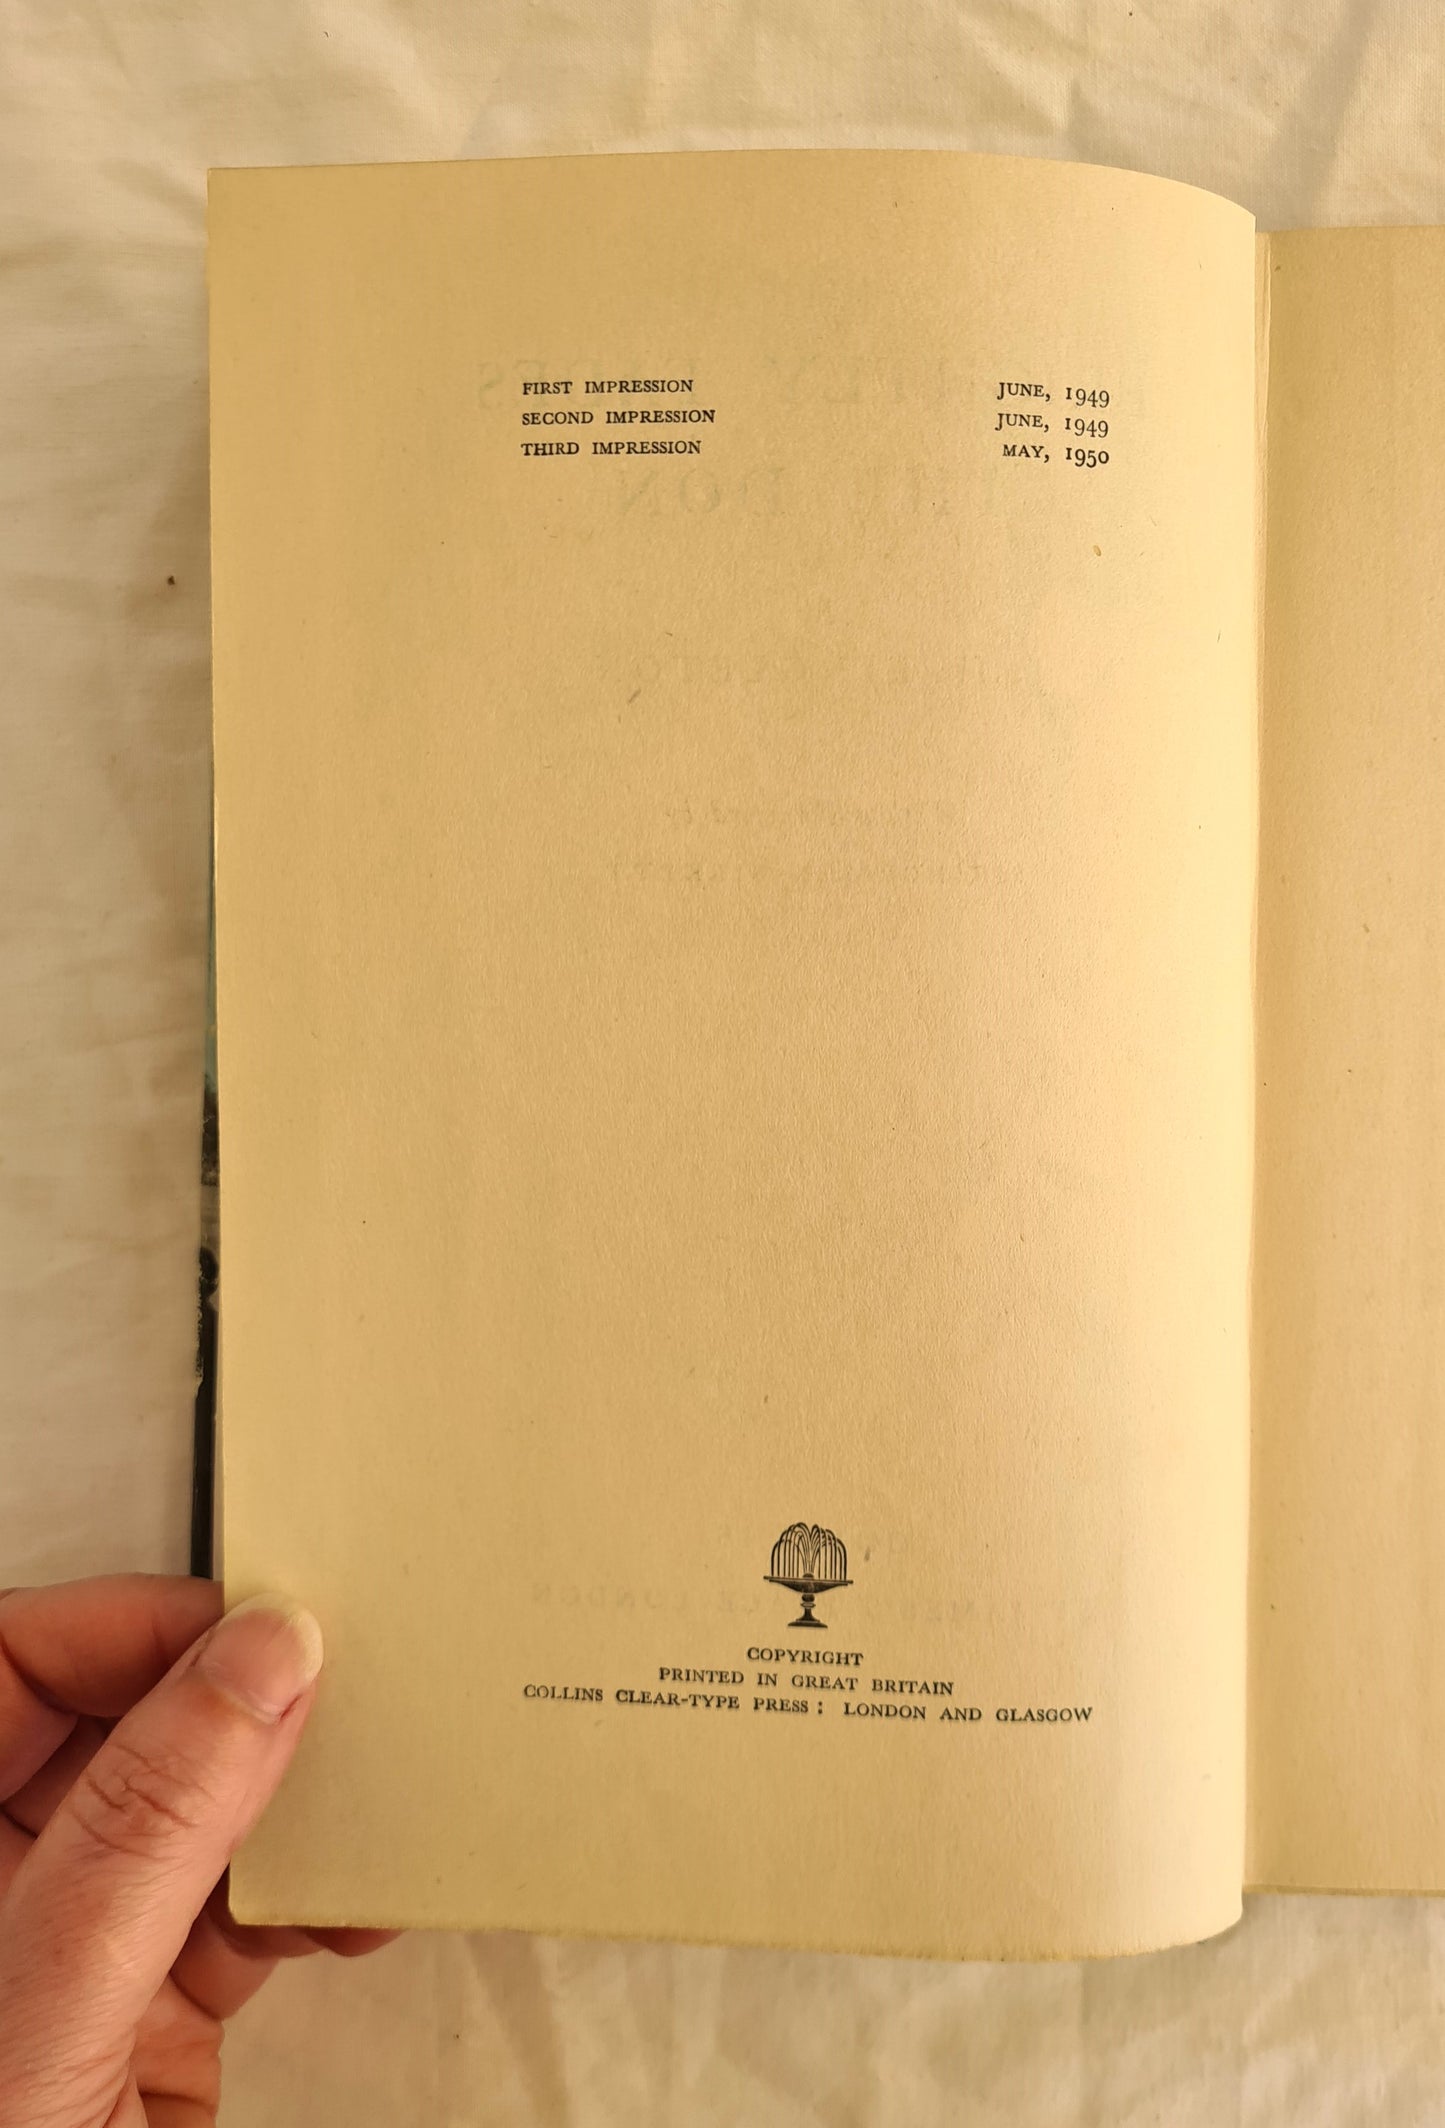 FIRST IMPRESSION JUNE, 1949
SECOND IMPRESSION JUNE, 1949
THIRD IMPRESSION MAY, 1950
COPYRIGHT
PRINTED IN GREAT BRITAIN
COLLINS CLEAR-TYPE PRESS: LONDON AND GLASGOW